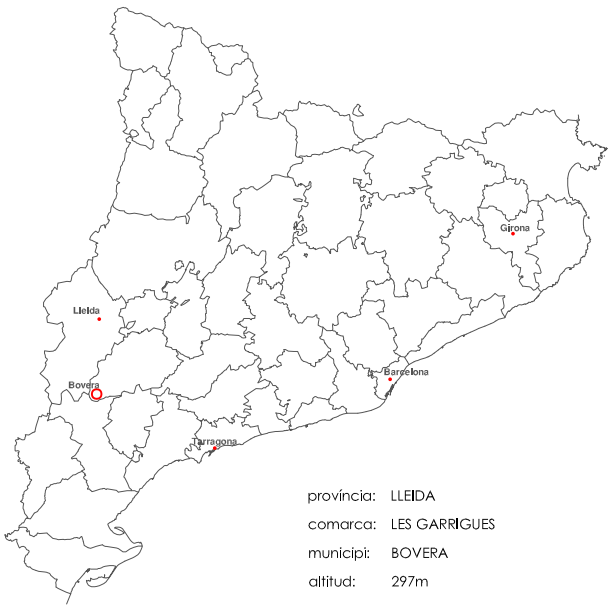 Girona
Lleida
Barcelona
Bovera
Tarragona
província: LLEIDA
comarca: LES GARRIGUES
municipi: BOVERA
altitud: 297m